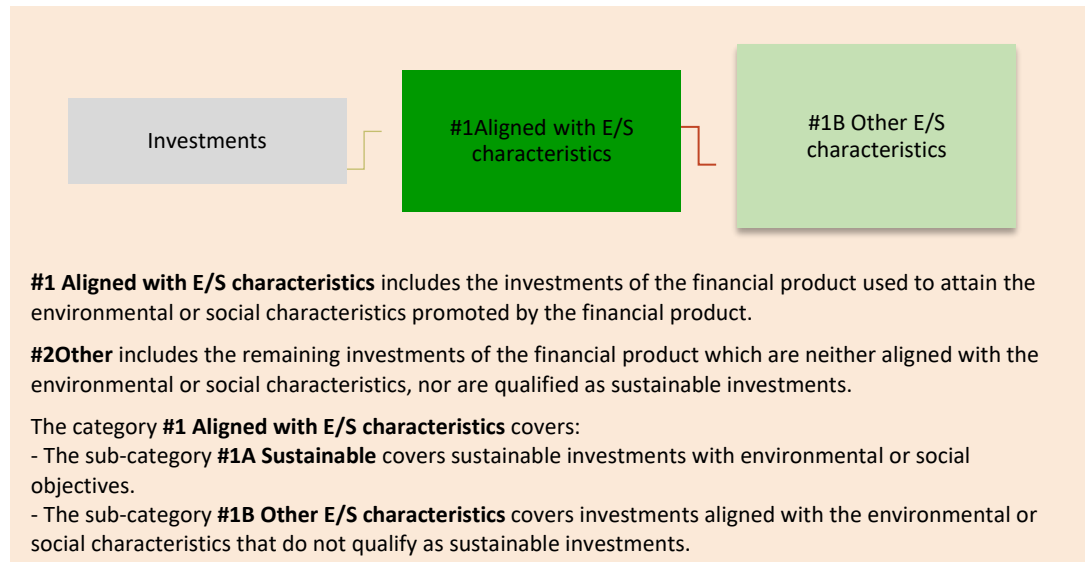 Investments
#1Aligned with E/S
characteristics
#1B Other E/S
characteristics
#1 Aligned with E/S characteristics includes the investments of the financial product used to attain the
environmental or social characteristics promoted by the financial product.
#2Other includes the remaining investments of the financial product which are neither aligned with the
environmental or social characteristics, nor are qualified as sustainable investments.
The category #1 Aligned with E/S characteristics covers:
- The sub-category #1A Sustainable covers sustainable investments with environmental or social
objectives.
- The sub-category #1B Other E/S characteristics covers investments aligned with the environmental or
social characteristics that do not qualify as sustainable investments.